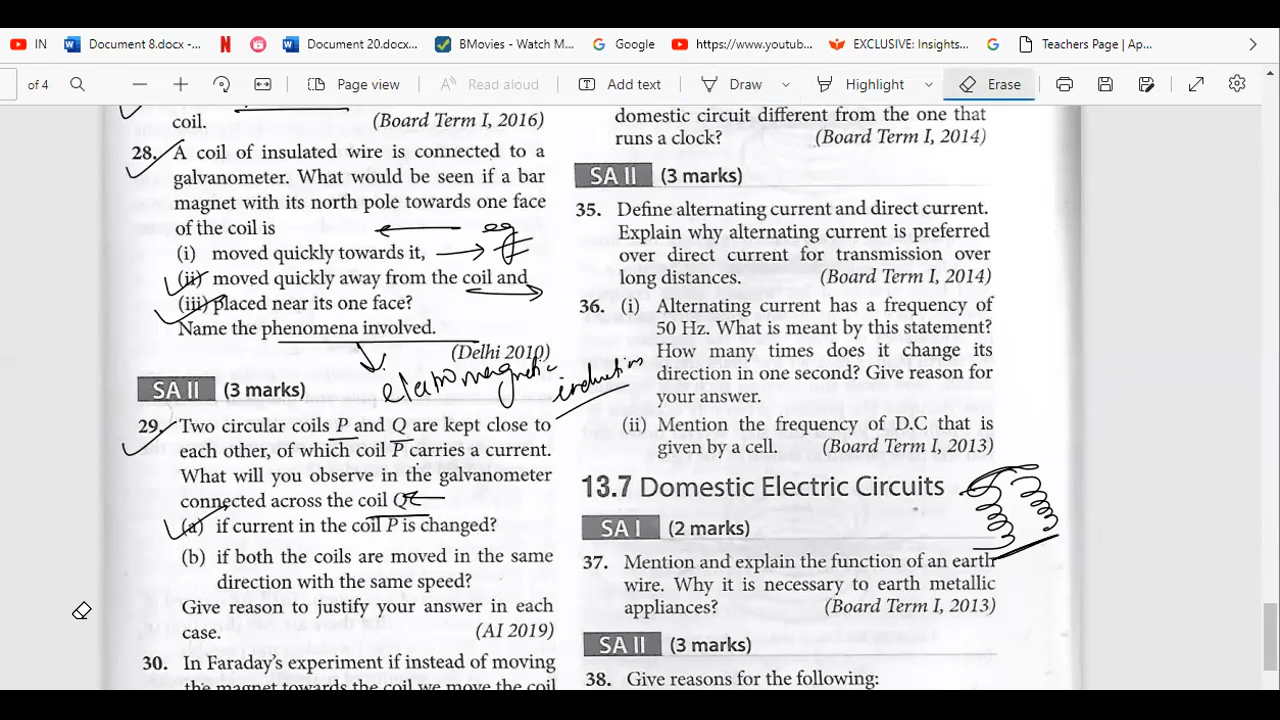 IN
Document 8.docx -
Document 20.docx...
BMovies - Watch M...
Google
https://www.youtub...
EXCLUSIVE: Insights...
Teachers Page | Ap...
of 4
Page view
Read aloud
Add text
Draw
Highlight
Erase
coil. (Board Term I, 2016)
28. A coil of insulated wire is connected to a
galvanometer. What would be seen if a bar
magnet with its north pole towards one face
of the coil is
(i) moved quickly towards it,
(ii) moved quickly away from the coil and
(iii) placed near its one face?
Name the phenomena involved.
(Delhi 2010)
electromagnetic induction
SA II (3 marks)
29. Two circular coils P and Q are kept close to
each other, of which coil P carries a current.
What will you observe in the galvanometer
connected across the coil Q
(a) if current in the coil P is changed?
(b) if both the coils are moved in the same
direction with the same speed?
Give reason to justify your answer in each
case. (AI 2019)
30. In Faraday's experiment if instead of moving
the magnet towards the coil we move the coil
domestic circuit different from the one that
runs a clock? (Board Term I, 2014)
SA II (3 marks)
35. Define alternating current and direct current.
Explain why alternating current is preferred
over direct current for transmission over
long distances. (Board Term I, 2014)
36. (i) Alternating current has a frequency of
50 Hz. What is meant by this statement?
How many times does it change its
direction in one second? Give reason for
your answer.
(ii) Mention the frequency of D.C that is
given by a cell. (Board Term I, 2013)
13.7 Domestic Electric Circuits
SA I (2 marks)
37. Mention and explain the function of an earth
wire. Why it is necessary to earth metallic
appliances? (Board Term I, 2013)
SA II (3 marks)
38. Give reasons for the following: